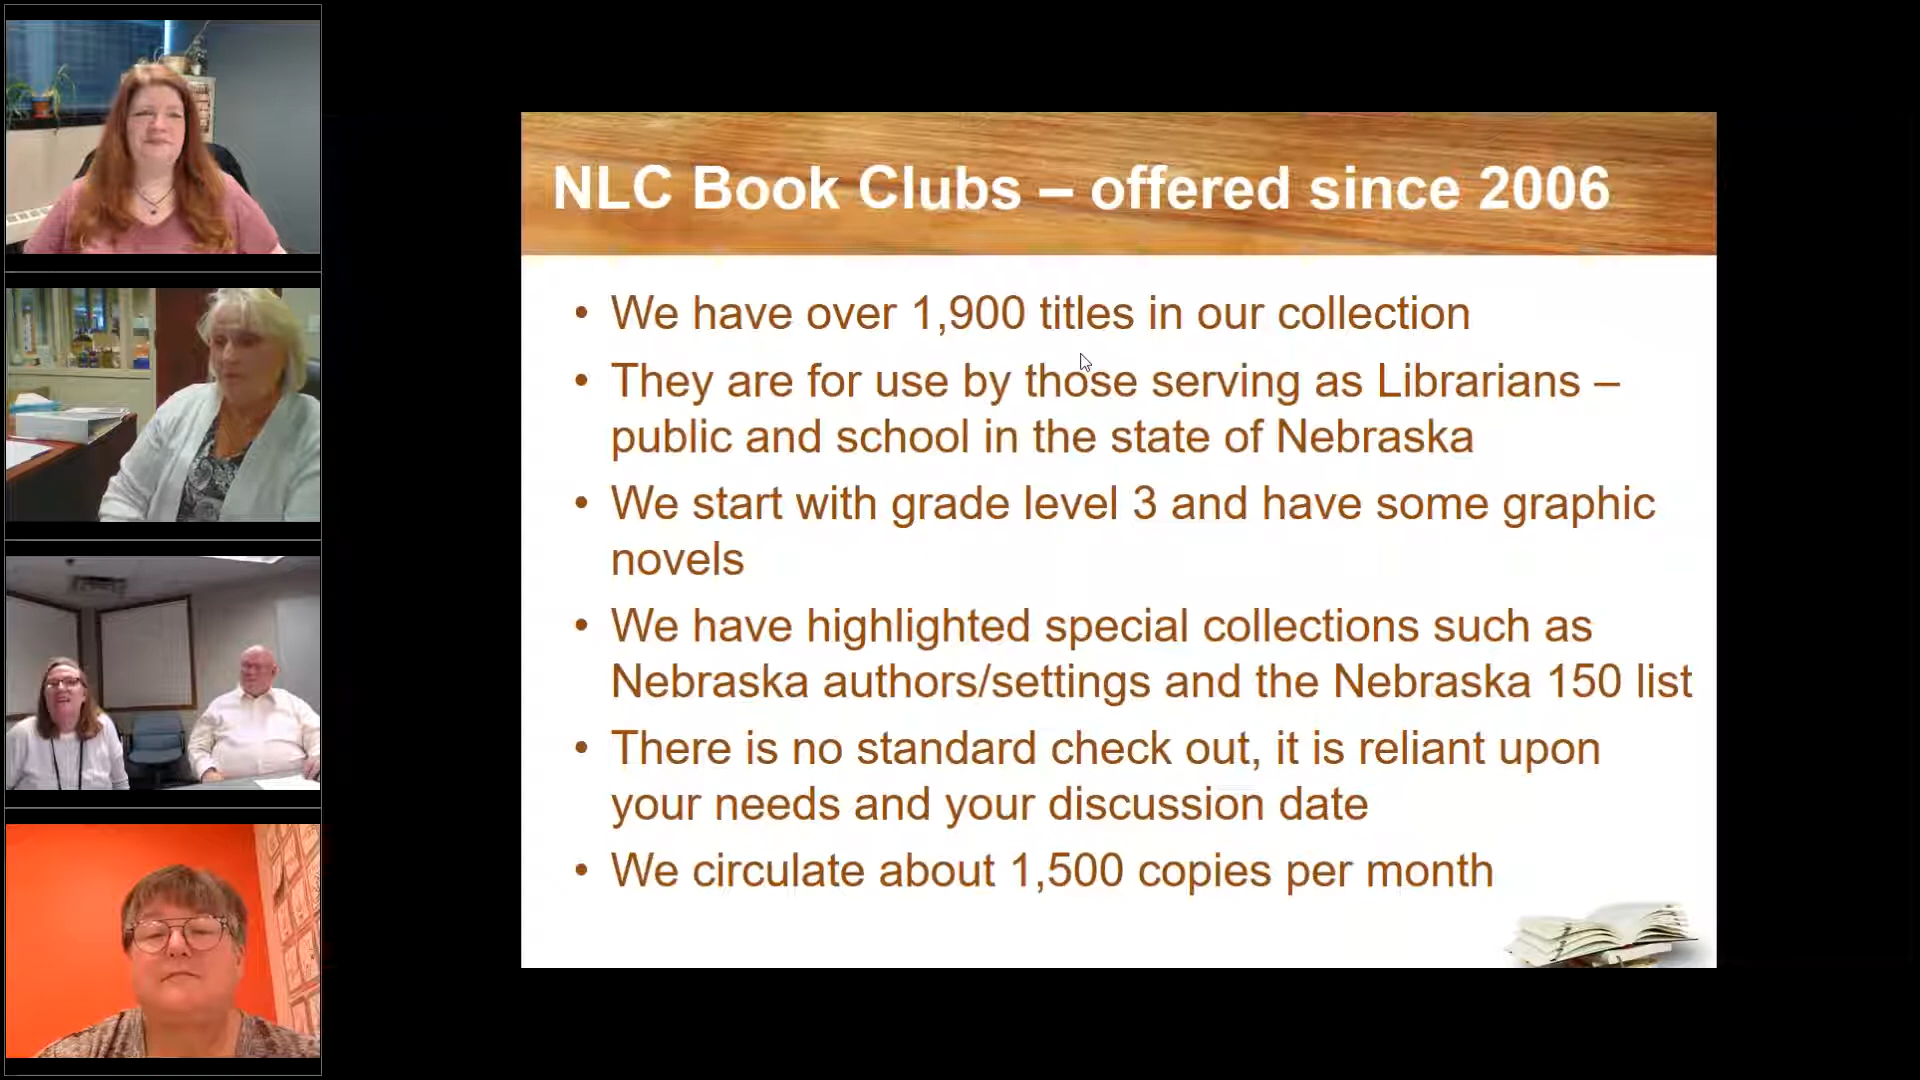 NLC Book Clubs – offered since 2006
• We have over 1,900 titles in our collection
• They are for use by those serving as Librarians –
public and school in the state of Nebraska
• We start with grade level 3 and have some graphic
novels
• We have highlighted special collections such as
Nebraska authors/settings and the Nebraska 150 list
• There is no standard check out, it is reliant upon
your needs and your discussion date
• We circulate about 1,500 copies per month